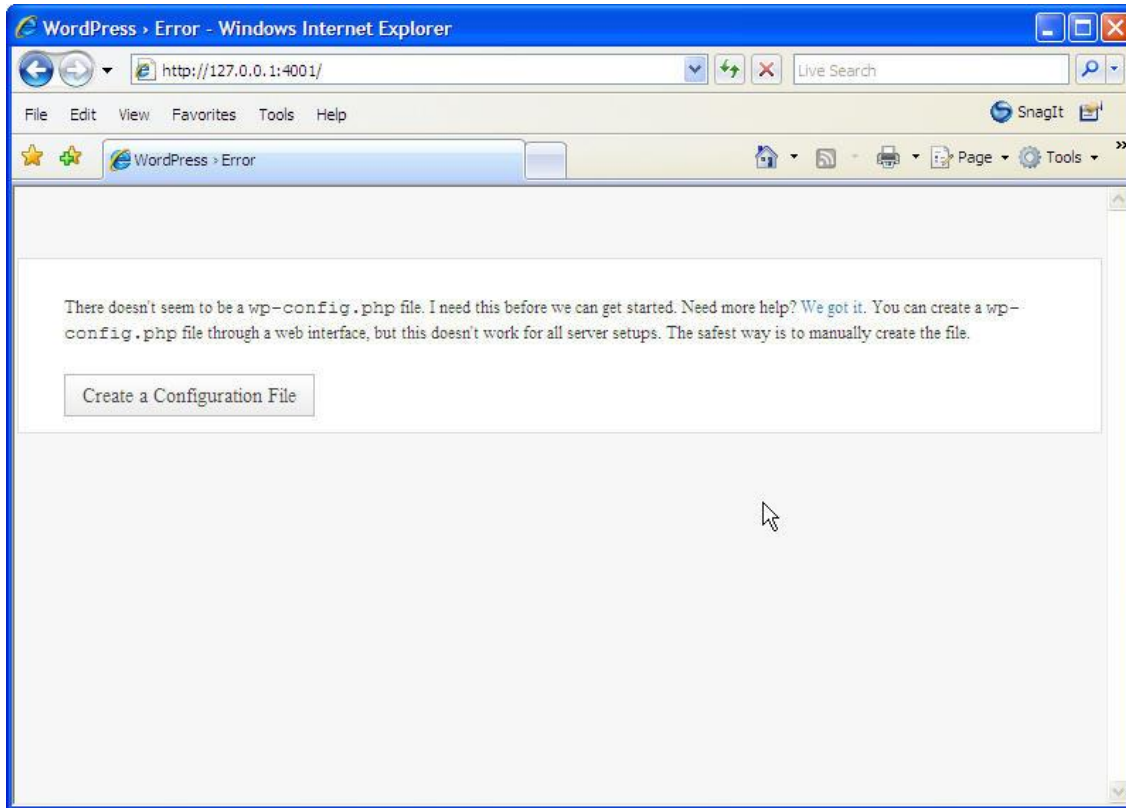 WordPress › Error - Windows Internet Explorer
http://127.0.0.1:4001/
Live Search
File Edit View Favorites Tools Help
SnagIt
WordPress › Error
Page
Tools
There doesn't seem to be a wp-config.php file. I need this before we can get started. Need more help? We got it. You can create a wp-
config.php file through a web interface, but this doesn't work for all server setups. The safest way is to manually create the file.
Create a Configuration File